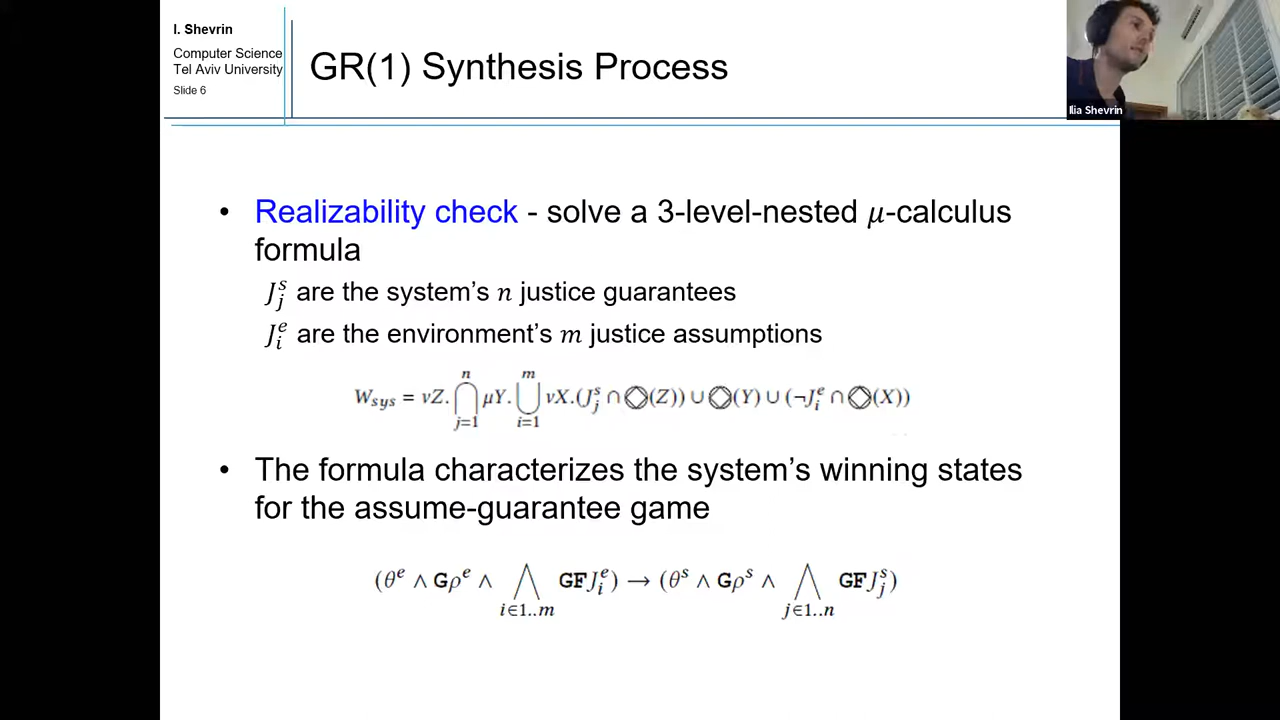 I. Shevrin
Computer Science
Tel Aviv University
Slide 6
GR(1) Synthesis Process
Ilia Shevrin
• Realizability check - solve a 3-level-nested μ-calculus
formula
J_j^s are the system's n justice guarantees
J_i^e are the environment's m justice assumptions
W_sys = νZ. ⋂_{j=1}^{n} μY. ⋃_{i=1}^{m} νX.(J_j^s ∩ ⟐(Z)) ∪ ⟐(Y) ∪ (¬J_i^e ∩ ⟐(X))
• The formula characterizes the system's winning states
for the assume-guarantee game
(θ^e ∧ Gρ^e ∧ ⋀_{i∈1..m} GFJ_i^e) → (θ^s ∧ Gρ^s ∧ ⋀_{j∈1..n} GFJ_j^s)